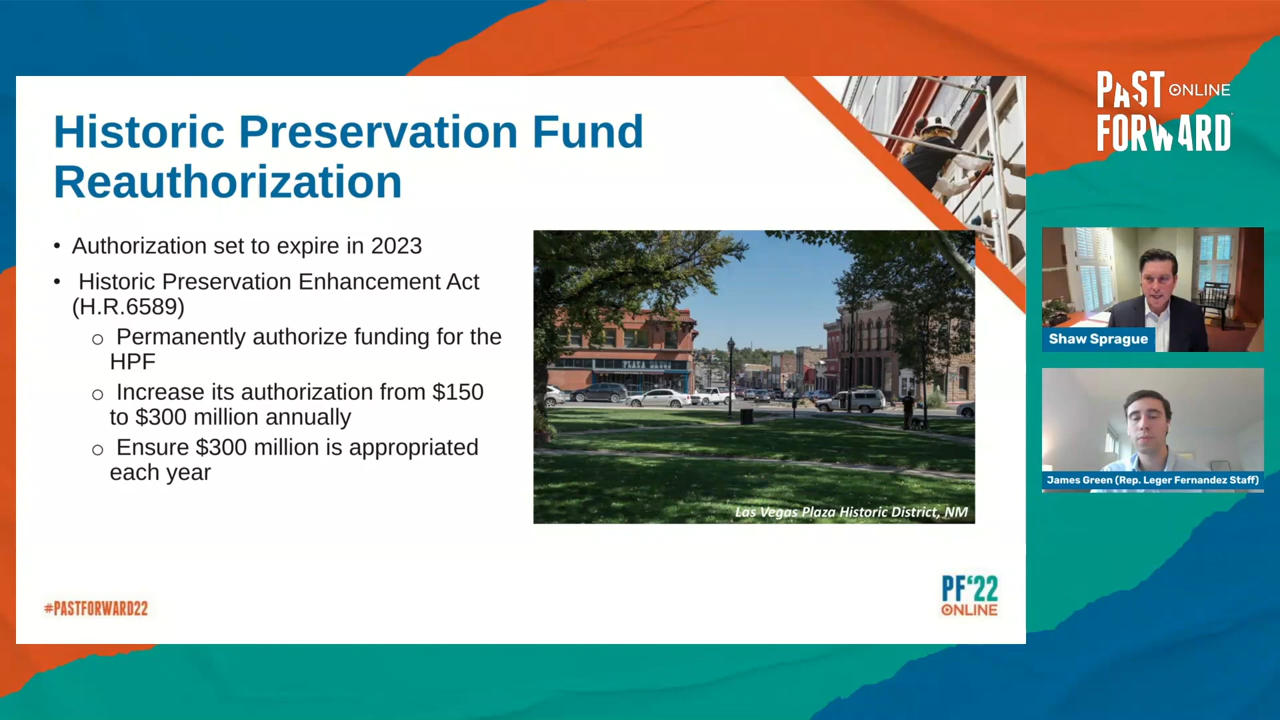 PAST ONLINE
FORWARD
Historic Preservation Fund
Reauthorization
• Authorization set to expire in 2023
• Historic Preservation Enhancement Act
(H.R.6589)
o Permanently authorize funding for the
HPF
o Increase its authorization from $150
to $300 million annually
o Ensure $300 million is appropriated
each year
PLAZA DRUGS
Las Vegas Plaza Historic District, NM
Shaw Sprague
James Green (Rep. Leger Fernandez Staff)
#PASTFORWARD22
PF'22
ONLINE